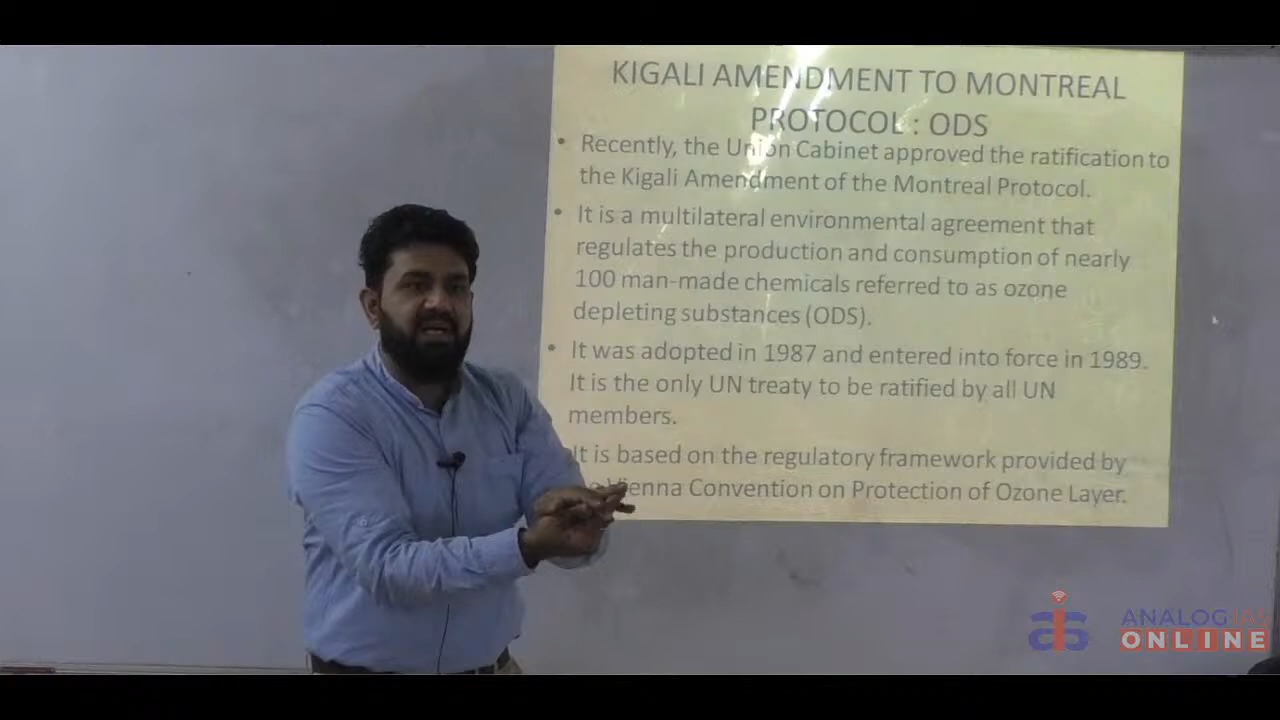 KIGALI AMENDMENT TO MONTREAL
PROTOCOL : ODS
• Recently, the Union Cabinet approved the ratification to
the Kigali Amendment of the Montreal Protocol.
• It is a multilateral environmental agreement that
regulates the production and consumption of nearly
100 man-made chemicals referred to as ozone
depleting substances (ODS).
• It was adopted in 1987 and entered into force in 1989.
It is the only UN treaty to be ratified by all UN
members.
It is based on the regulatory framework provided by
Vienna Convention on Protection of Ozone Layer.
ANALOG IAS
ONLINE